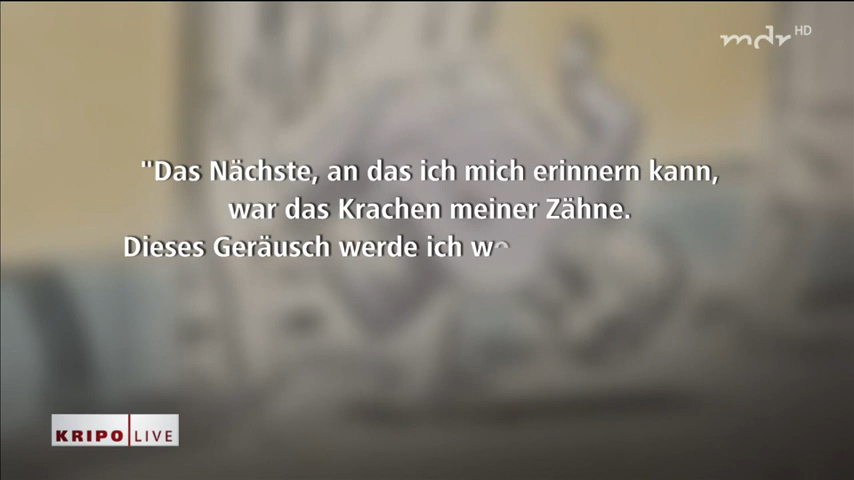 mdr HD
"Das Nächste, an das ich mich erinnern kann,
war das Krachen meiner Zähne.
Dieses Geräusch werde ich
KRIPO LIVE